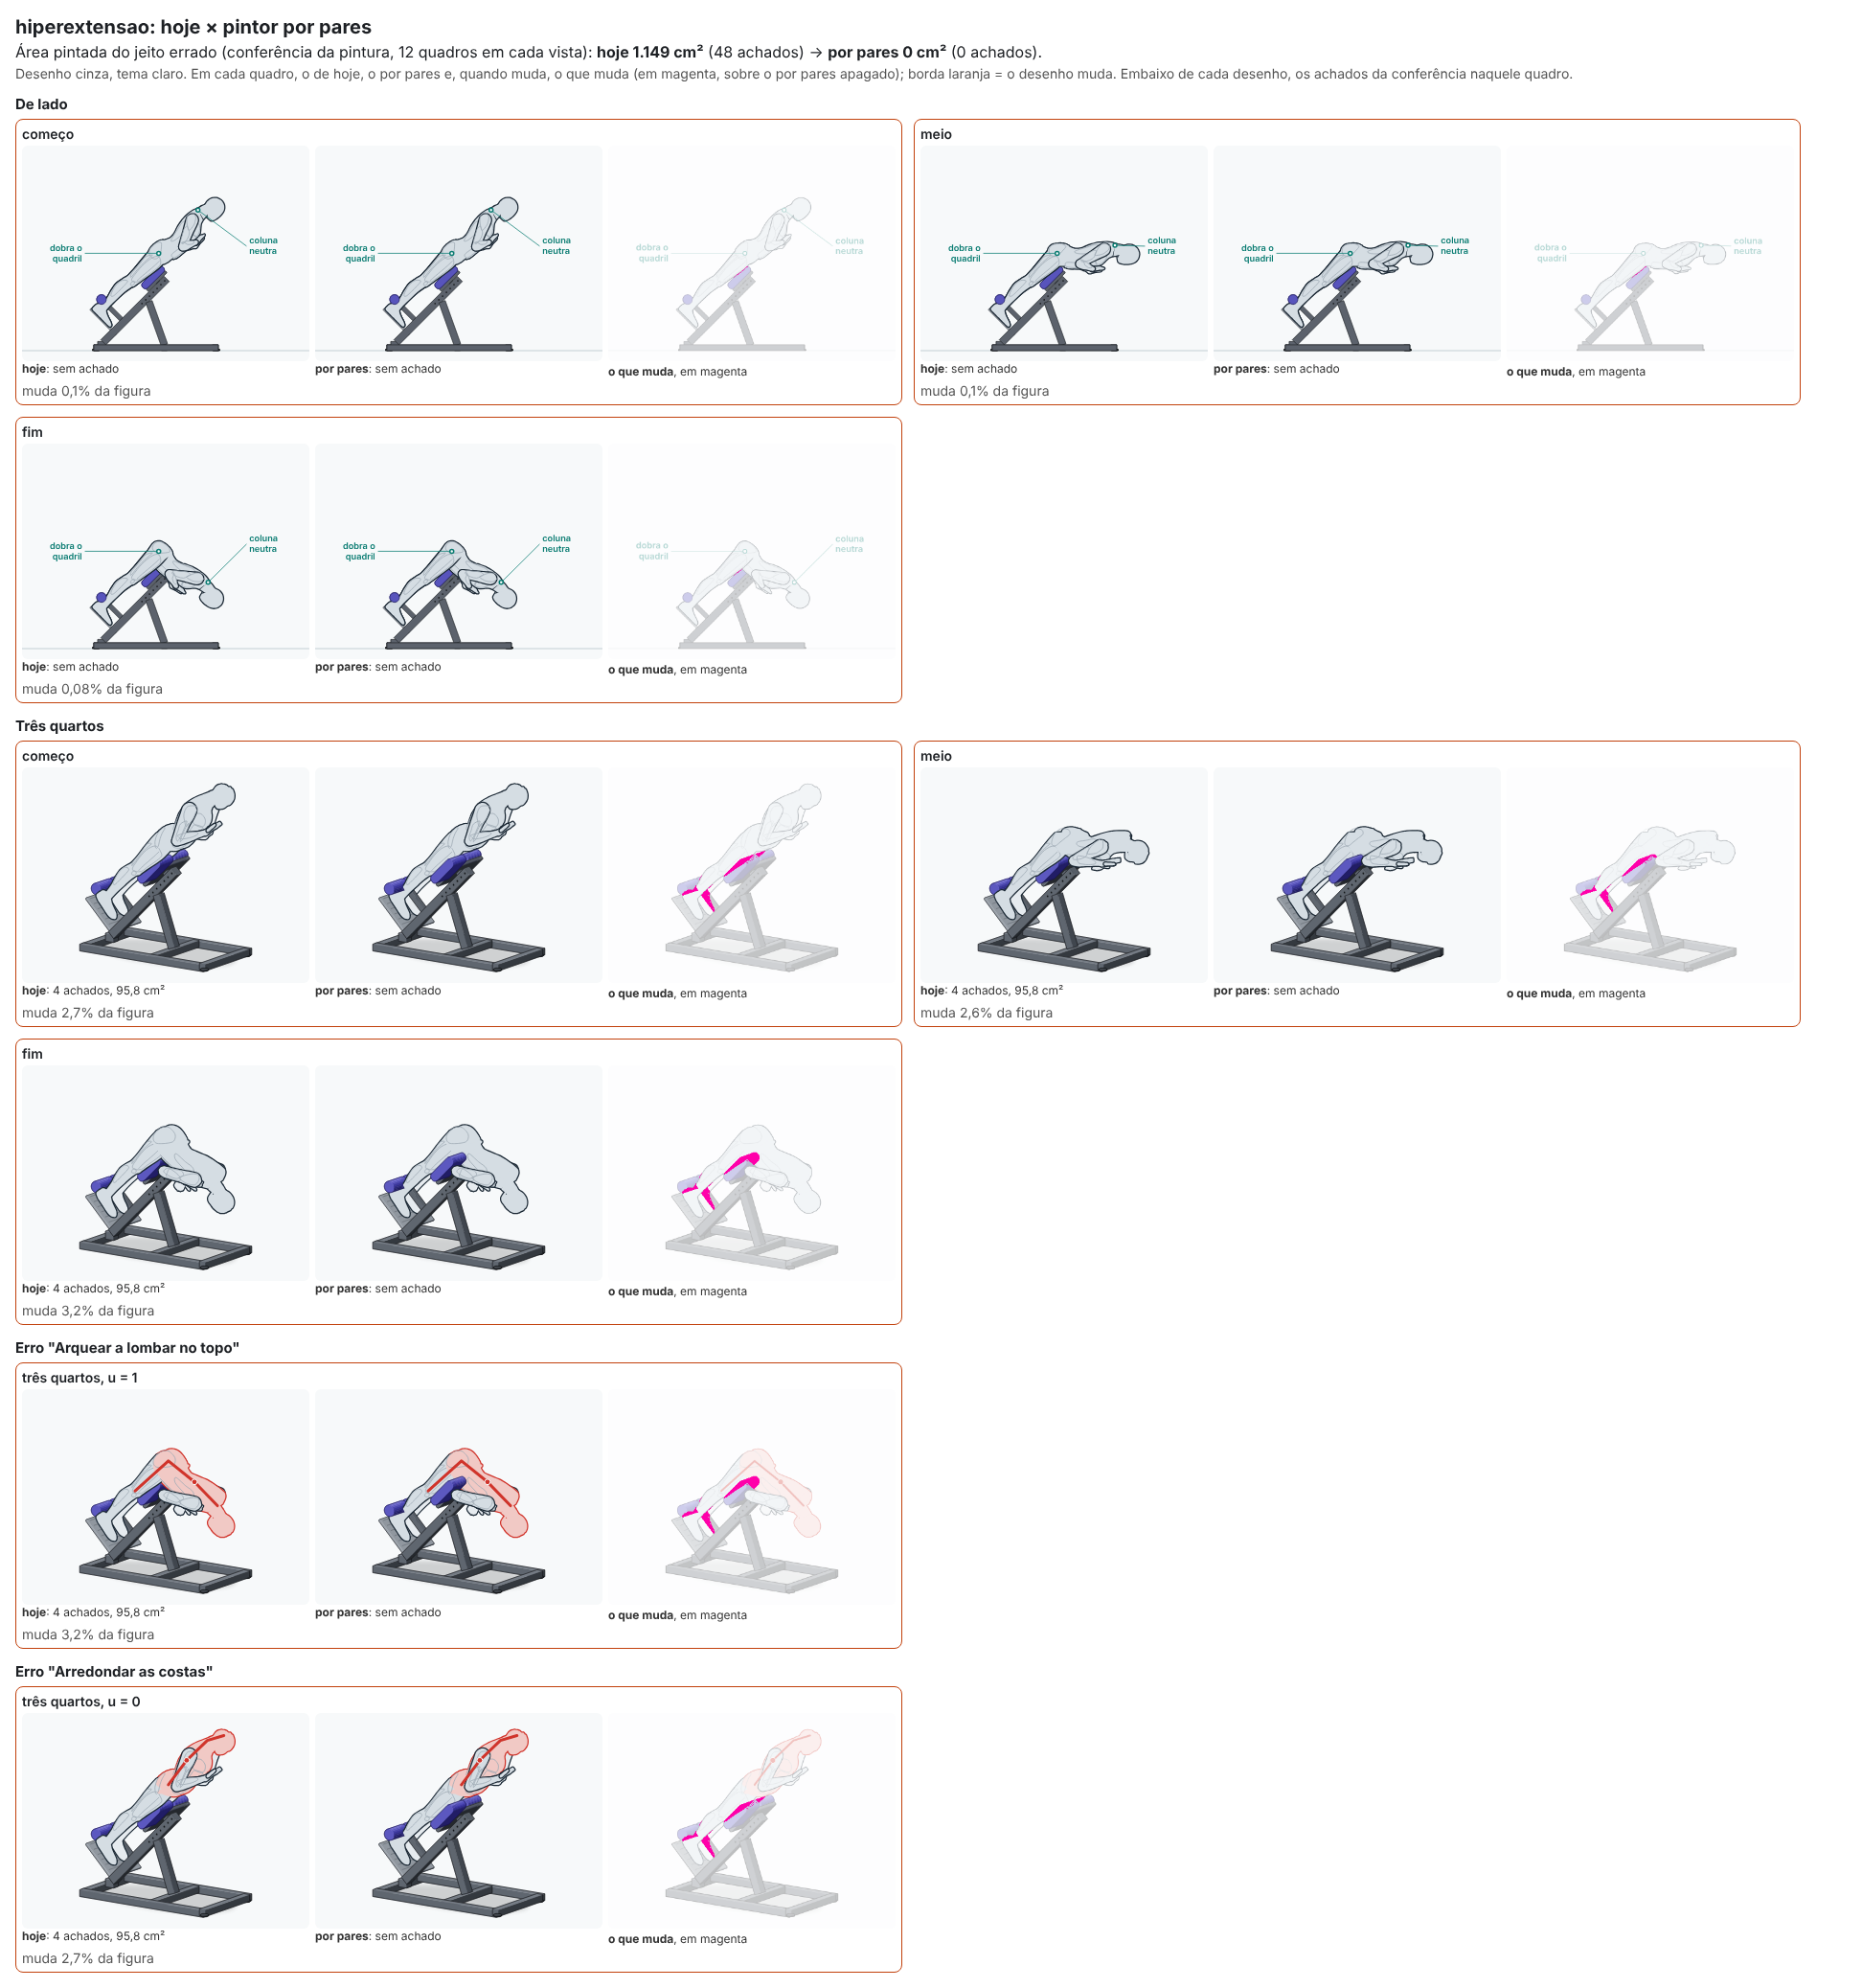 hiperextensao: hoje × pintor por pares
Área pintada do jeito errado (conferência da pintura, 12 quadros em cada vista): hoje 1.149 cm² (48 achados) → por pares 0 cm² (0 achados).
Desenho cinza, tema claro. Em cada quadro, o de hoje, o por pares e, quando muda, o que muda (em magenta, sobre o por pares apagado); borda laranja = o desenho muda. Embaixo de cada desenho, os achados da conferência naquele quadro.
De lado
começo
dobra o
quadril
coluna
neutra
dobra o
quadril
coluna
neutra
dobra o
quadril
coluna
neutra
hoje: sem achado
por pares: sem achado
o que muda, em magenta
muda 0,1% da figura
meio
dobra o
quadril
coluna
neutra
dobra o
quadril
coluna
neutra
dobra o
quadril
coluna
neutra
hoje: sem achado
por pares: sem achado
o que muda, em magenta
muda 0,1% da figura
fim
dobra o
quadril
coluna
neutra
dobra o
quadril
coluna
neutra
dobra o
quadril
coluna
neutra
hoje: sem achado
por pares: sem achado
o que muda, em magenta
muda 0,08% da figura
Três quartos
começo
hoje: 4 achados, 95,8 cm²
por pares: sem achado
o que muda, em magenta
muda 2,7% da figura
meio
hoje: 4 achados, 95,8 cm²
por pares: sem achado
o que muda, em magenta
muda 2,6% da figura
fim
hoje: 4 achados, 95,8 cm²
por pares: sem achado
o que muda, em magenta
muda 3,2% da figura
Erro "Arquear a lombar no topo"
três quartos, u = 1
hoje: 4 achados, 95,8 cm²
por pares: sem achado
o que muda, em magenta
muda 3,2% da figura
Erro "Arredondar as costas"
três quartos, u = 0
hoje: 4 achados, 95,8 cm²
por pares: sem achado
o que muda, em magenta
muda 2,7% da figura